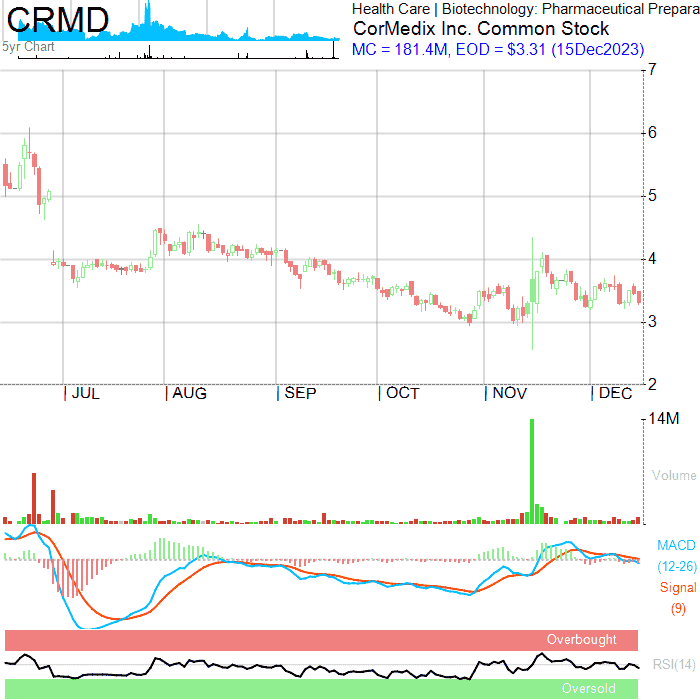 CRMD
Health Care | Biotechnology: Pharmaceutical Prepara
CorMedix Inc. Common Stock
5yr Chart
MC = 181.4M, EOD = $3.31 (15Dec2023)
7
6
5
4
3
2
| JUL
| AUG
| SEP
| OCT
| NOV
| DEC
14M
Volume
MACD
(12-26)
Signal
(9)
Overbought
RSI(14)
Oversold